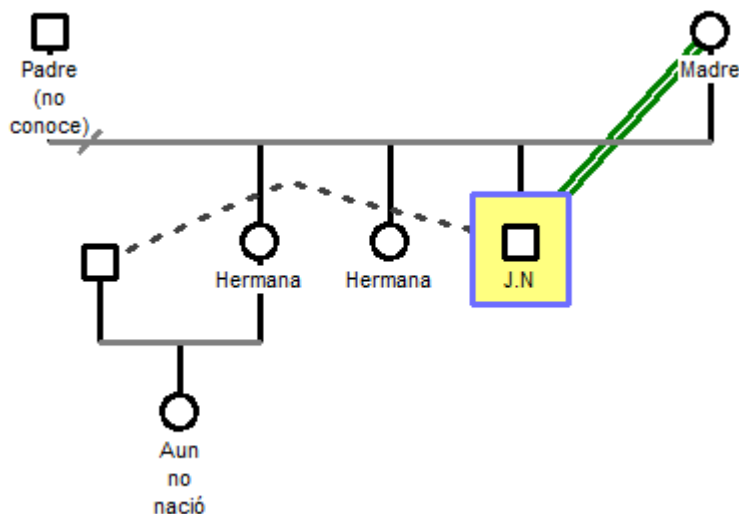 Padre
(no
conoce)
Madre
Hermana
Hermana
J.N
Aun
no
nació